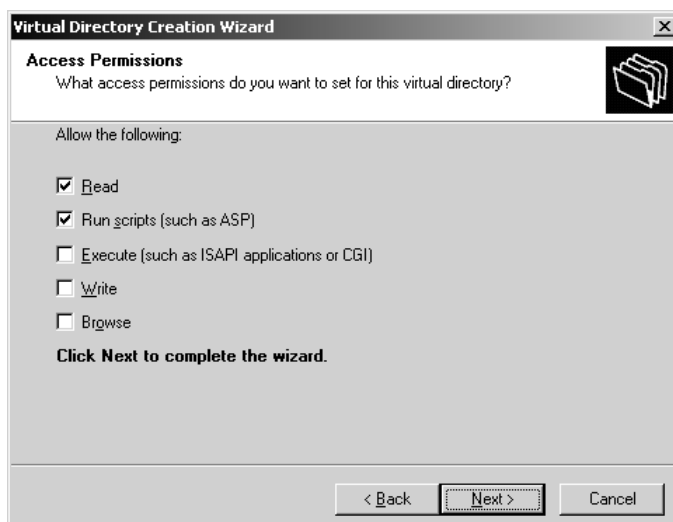 Virtual Directory Creation Wizard
Access Permissions
What access permissions do you want to set for this virtual directory?
Allow the following:
Read
Run scripts (such as ASP)
Execute (such as ISAPI applications or CGI)
Write
Browse
Click Next to complete the wizard.
< Back Next > Cancel